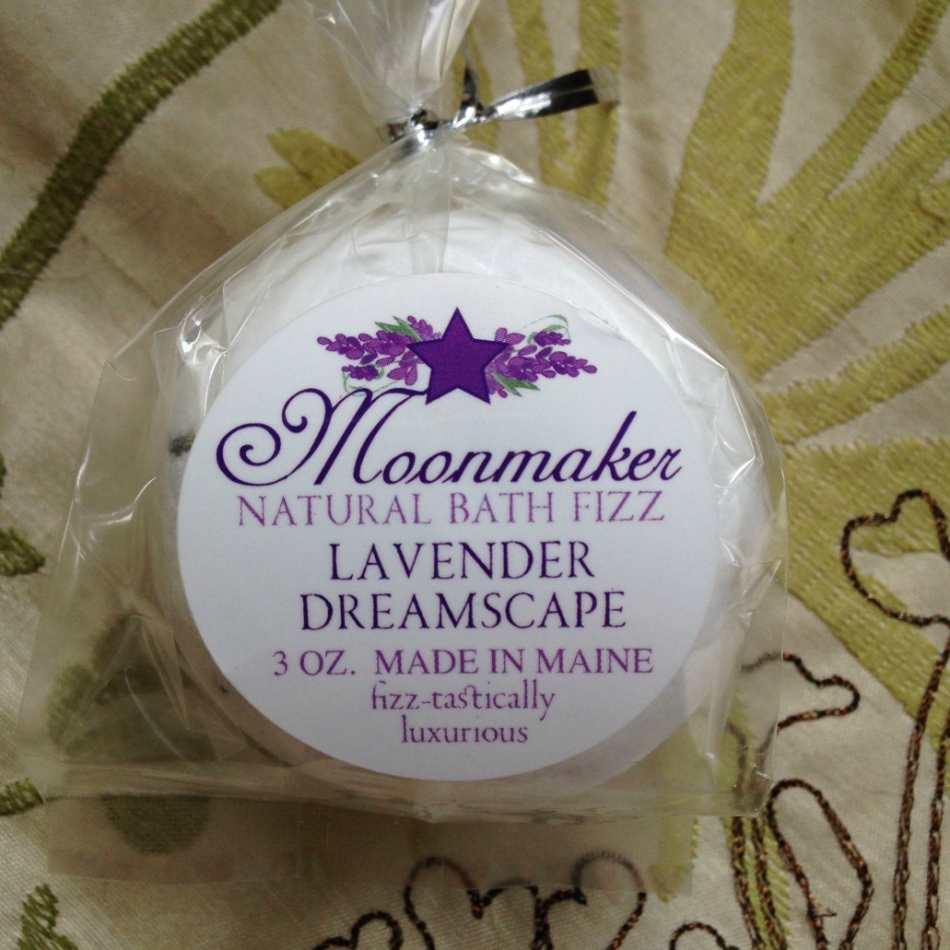 Moonmaker
NATURAL BATH FIZZ
LAVENDER
DREAMSCAPE
3 OZ. MADE IN MAINE
fizz-tastically
luxurious